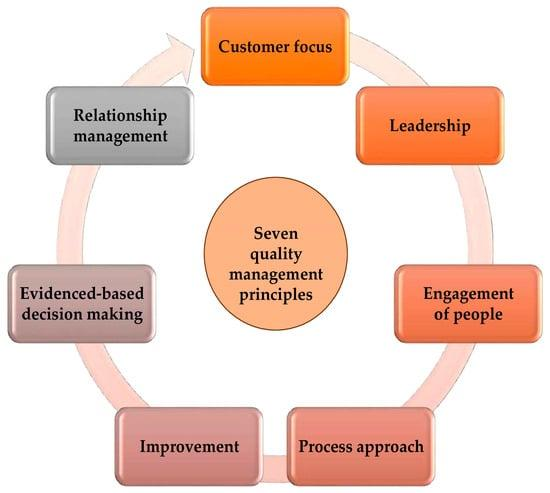 Customer focus
Leadership
Engagement
of people
Process approach
Improvement
Evidenced-based
decision making
Relationship
management
Seven
quality
management
principles